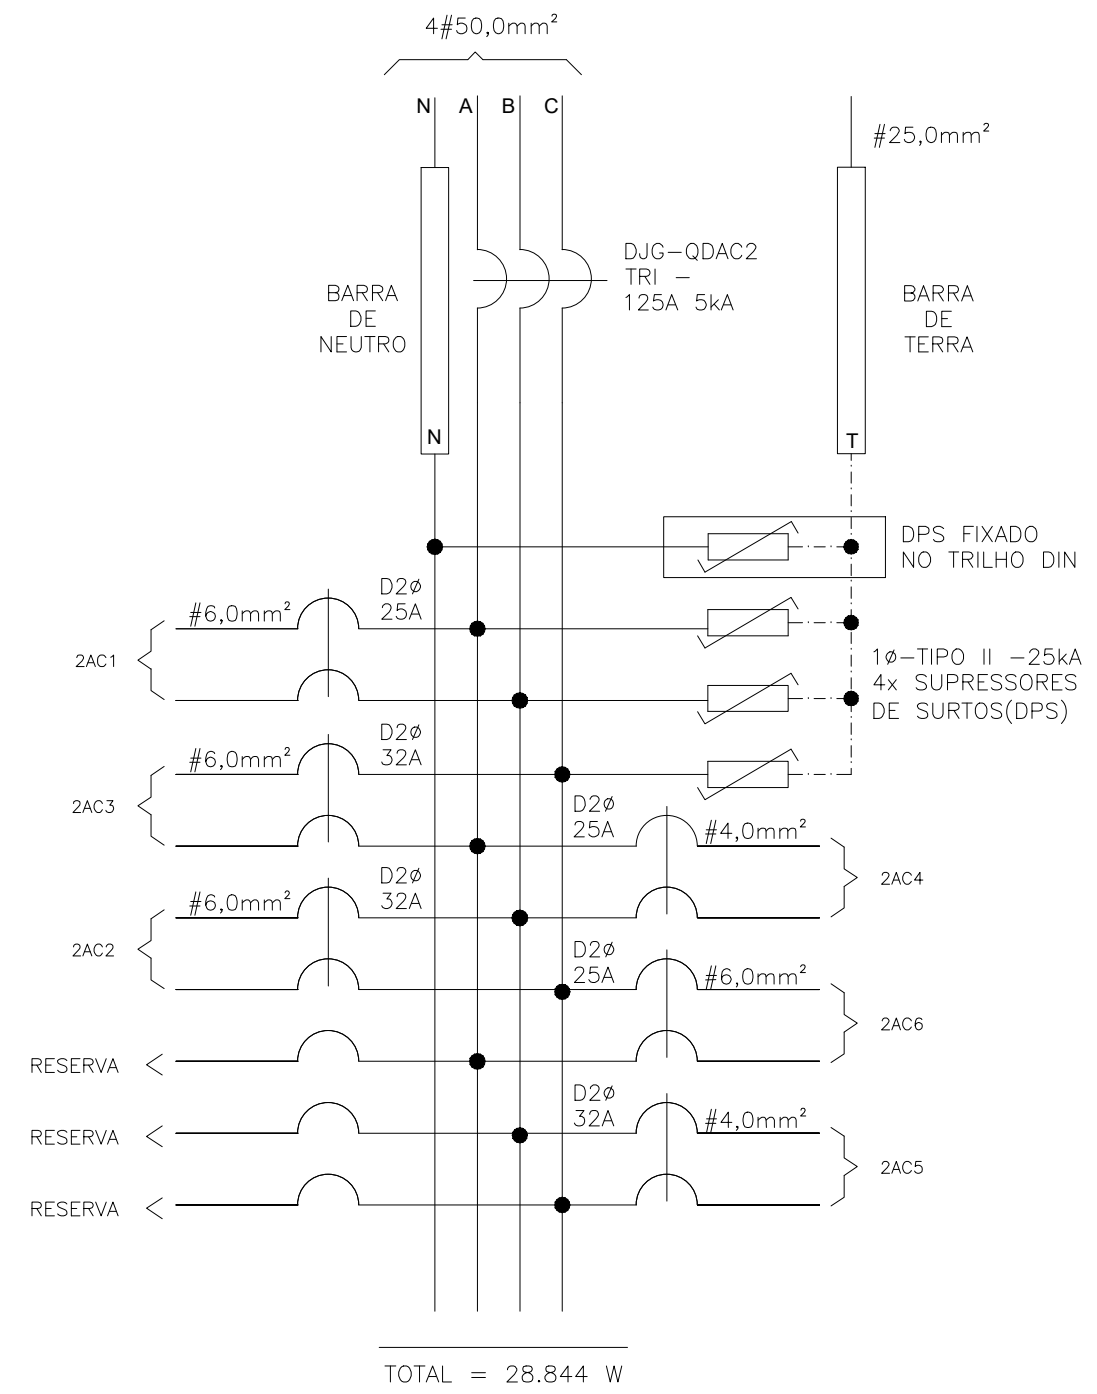 4#50,0mm²
N A B C
#25,0mm²
DJG-QDAC2
TRI -
125A 5kA
BARRA
DE
NEUTRO
BARRA
DE
TERRA
N
T
DPS FIXADO
NO TRILHO DIN
D2ø
25A
#6,0mm²
2AC1
1ø-TIPO II -25kA
4x SUPRESSORES
DE SURTOS(DPS)
D2ø
32A
#6,0mm²
2AC3
D2ø
25A
#4,0mm²
2AC4
D2ø
32A
#6,0mm²
2AC2
D2ø
25A
#6,0mm²
2AC6
RESERVA
D2ø
32A
#4,0mm²
RESERVA
2AC5
RESERVA
TOTAL = 28.844 W